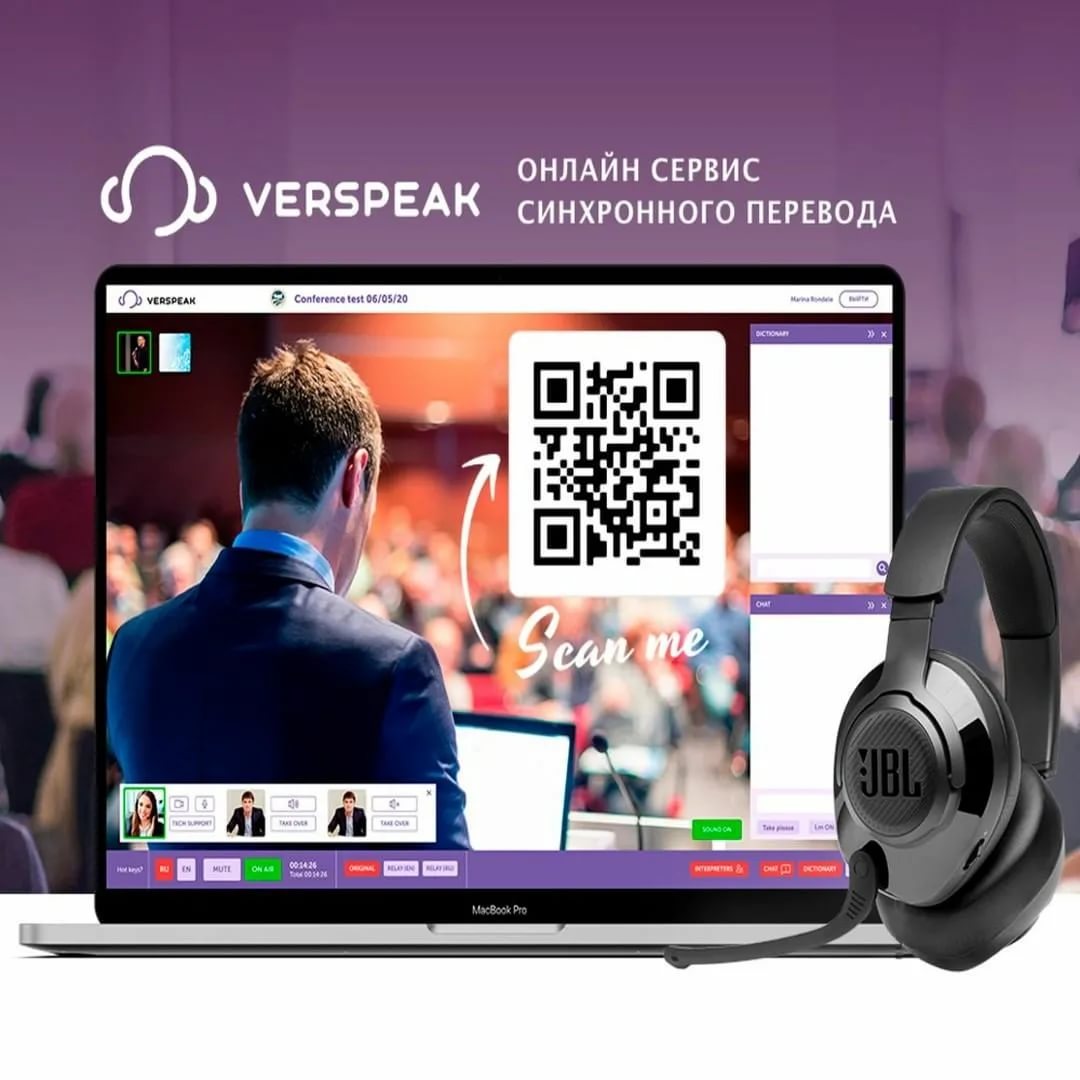 VERSPEAK
ОНЛАЙН СЕРВИС
СИНХРОННОГО ПЕРЕВОДА
VERSPEAK
Conference test 06/05/20
Marina Rondale
ВЫЙТИ
DICTIONARY
Scan me
CHAT
JBL
TECH SUPPORT
TAKE OVER
TAKE OVER
SOUND ON
Take please
I,m ON
Hot keys?
RU
EN
MUTE
ON AIR
00:14:26
Total 00:14:26
ORIGINAL
RELAY (EN)
RELAY (RU)
INTERPRETERS
CHAT
DICTIONARY
MacBook Pro